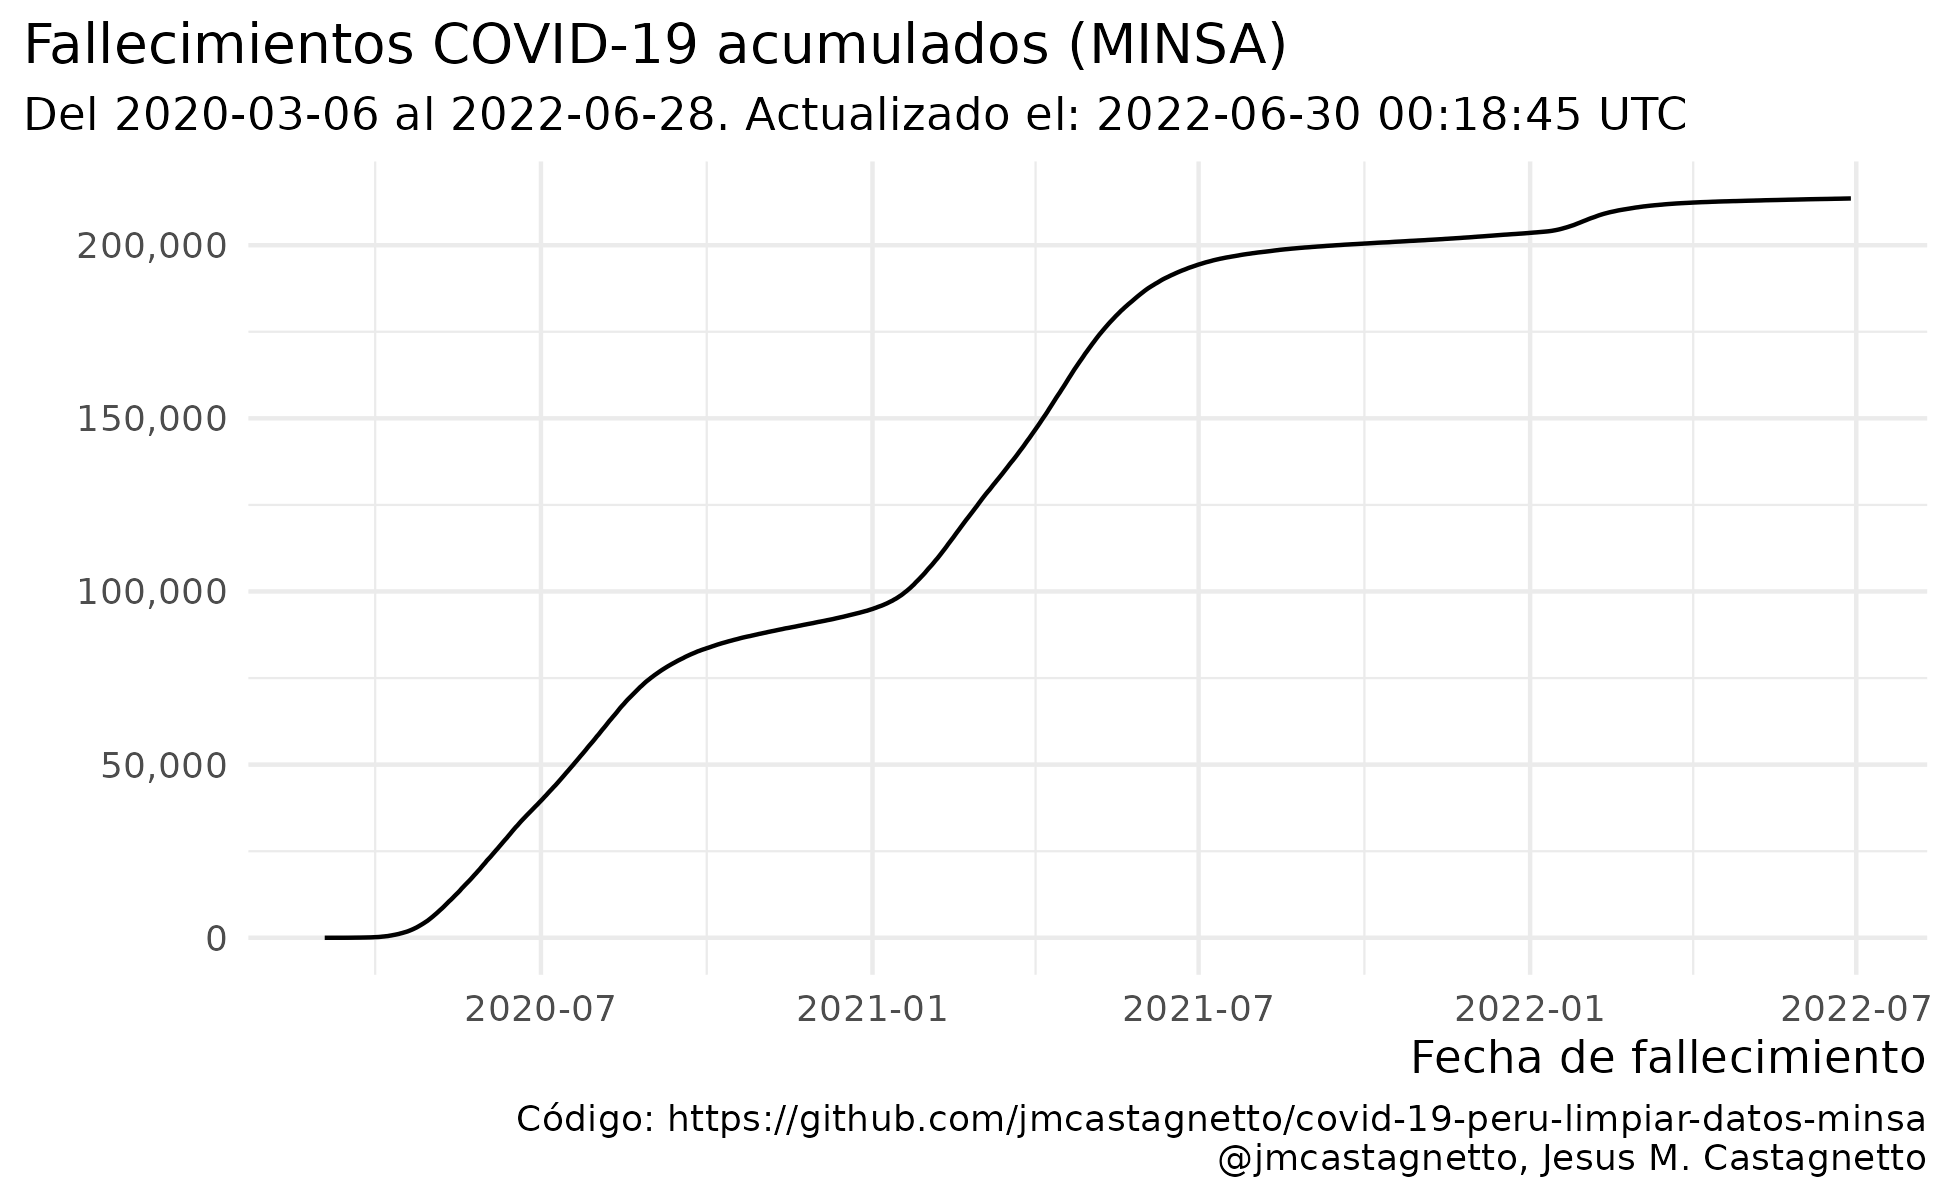 Fallecimientos COVID-19 acumulados (MINSA)
Del 2020-03-06 al 2022-06-28. Actualizado el: 2022-06-30 00:18:45 UTC
200,000
150,000
100,000
50,000
0
2020-07 2021-01 2021-07 2022-01 2022-07
Fecha de fallecimiento
Código: https://github.com/jmcastagnetto/covid-19-peru-limpiar-datos-minsa
@jmcastagnetto, Jesus M. Castagnetto